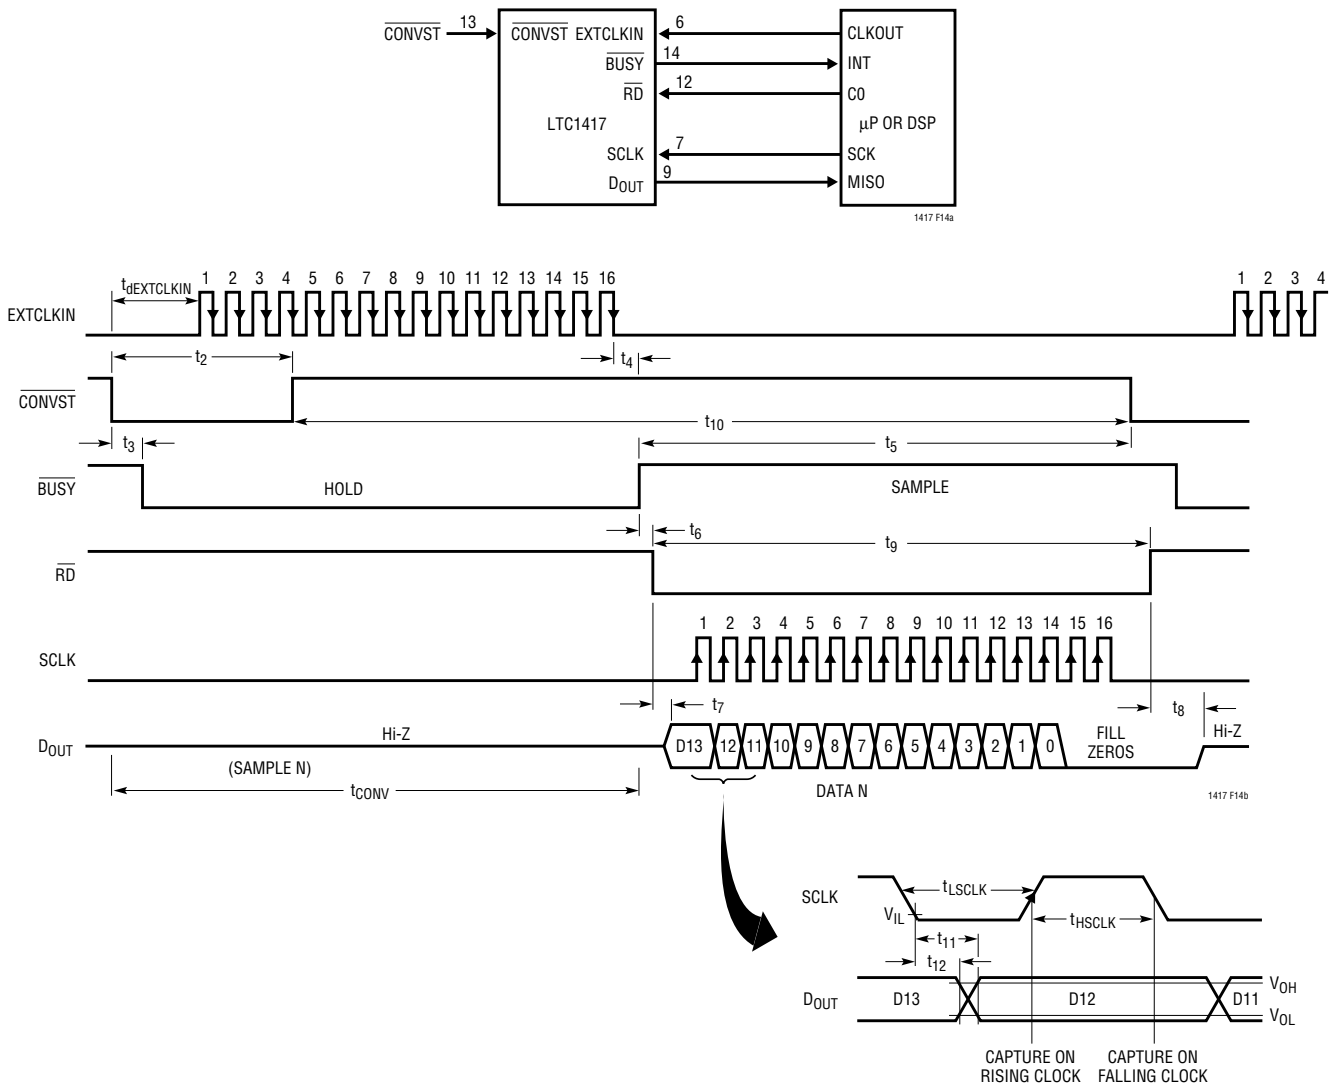 CONVST 13 CONVST EXTCLKIN 6 CLKOUT
BUSY 14 INT
RD 12 C0
LTC1417 µP OR DSP
SCLK 7 SCK
DOUT 9 MISO
1417 F14a
tdEXTCLKIN 1 2 3 4 5 6 7 8 9 10 11 12 13 14 15 16 1 2 3 4
EXTCLKIN
t2 t4
CONVST
t10
t3 t5
BUSY HOLD SAMPLE
t6
t9
RD
1 2 3 4 5 6 7 8 9 10 11 12 13 14 15 16
SCLK
t7 t8
DOUT Hi-Z D13 12 11 10 9 8 7 6 5 4 3 2 1 0 FILL ZEROS Hi-Z
(SAMPLE N)
tCONV DATA N 1417 F14b
SCLK tLSCLK
VIL tHSCLK
t11
t12
DOUT D13 D12 D11 VOH
VOL
CAPTURE ON RISING CLOCK
CAPTURE ON FALLING CLOCK